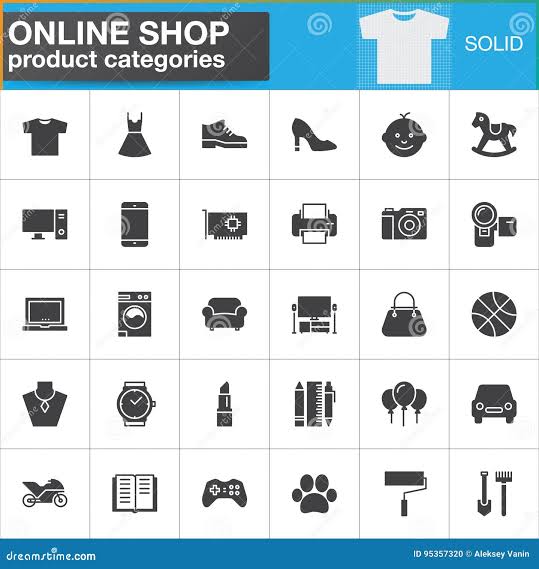 ONLINE SHOP
product categories
SOLID
dreamstime.com
ID 95357320 © Aleksey Vanin